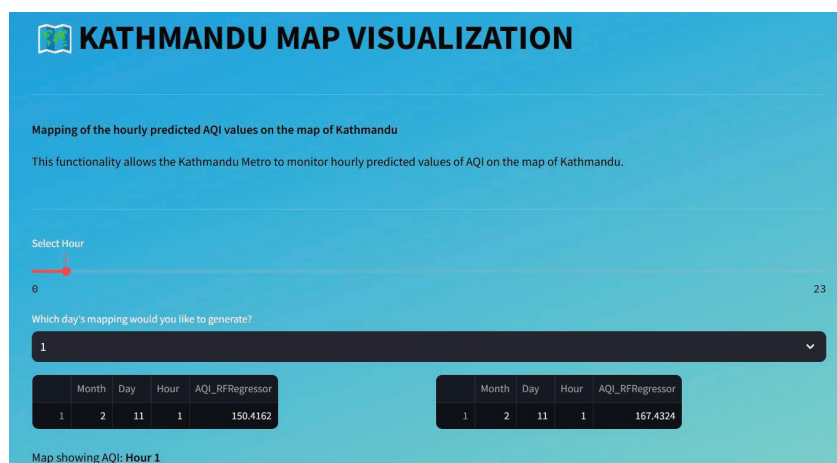 KATHMANDU MAP VISUALIZATION
Mapping of the hourly predicted AQI values on the map of Kathmandu
This functionality allows the Kathmandu Metro to monitor hourly predicted values of AQI on the map of Kathmandu.
Select Hour
1
0 23
Which day's mapping would you like to generate?
1
Month Day Hour AQI_RFRegressor
1 2 11 1 150.4162
Month Day Hour AQI_RFRegressor
1 2 11 1 167.4324
Map showing AQI: Hour 1